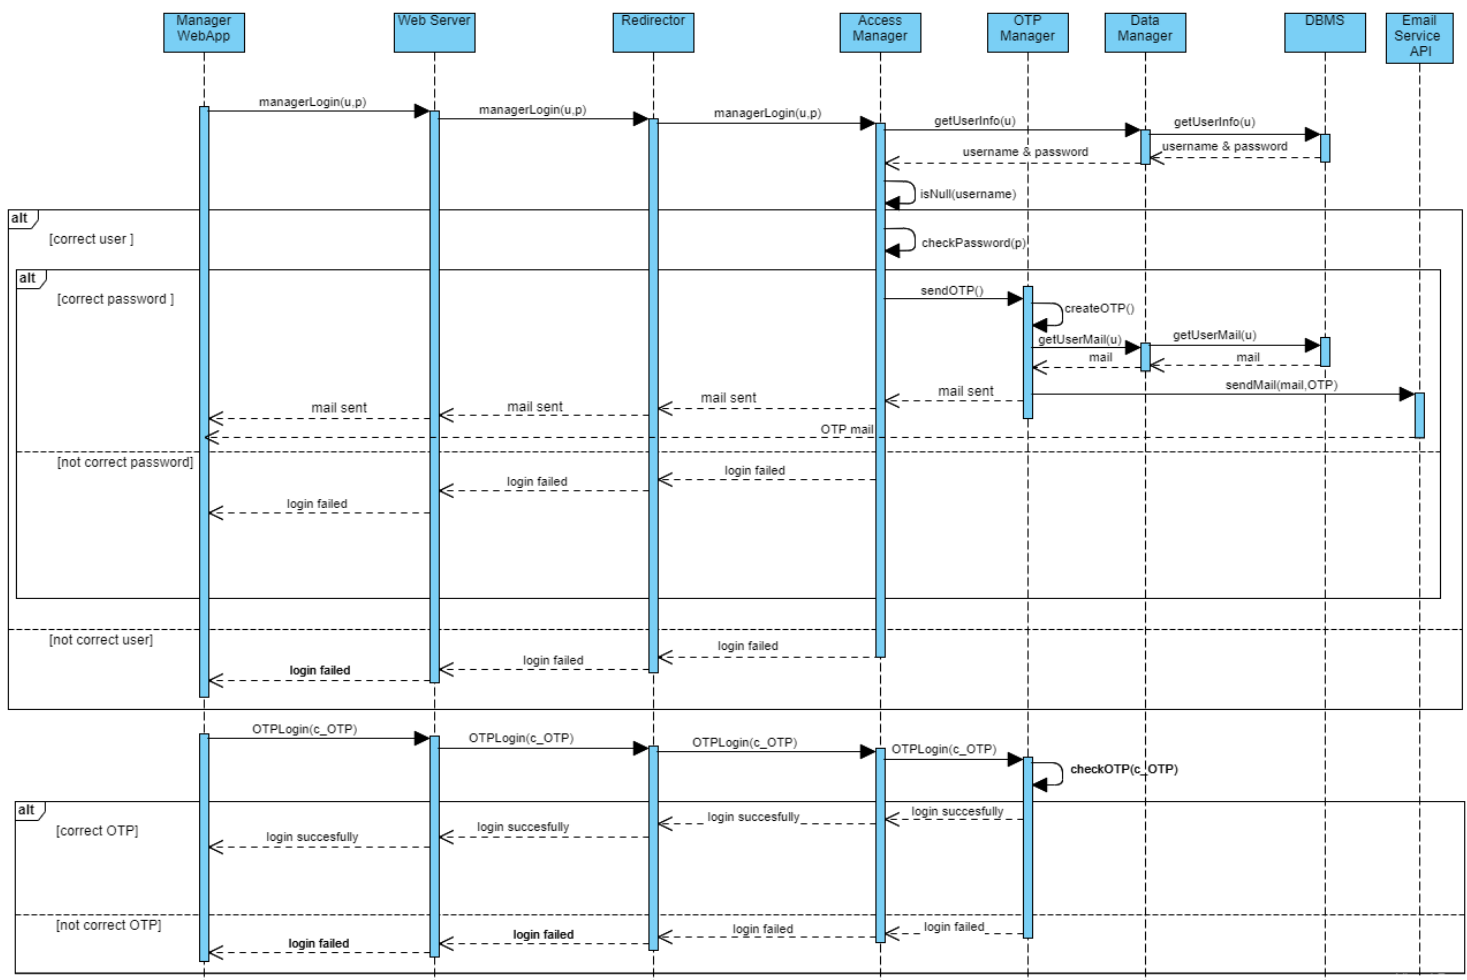 Manager
WebApp
Web Server
Redirector
Access
Manager
OTP
Manager
Data
Manager
DBMS
Email
Service
API
managerLogin(u,p)
managerLogin(u,p)
managerLogin(u,p)
getUserInfo(u)
getUserInfo(u)
username & password
username & password
isNull(username)
alt
[correct user ]
checkPassword(p)
alt
[correct password ]
sendOTP()
createOTP()
getUserMail(u)
getUserMail(u)
mail
mail
sendMail(mail,OTP)
mail sent
mail sent
mail sent
mail sent
OTP mail
[not correct password]
login failed
login failed
login failed
[not correct user]
login failed
login failed
login failed
OTPLogin(c_OTP)
OTPLogin(c_OTP)
OTPLogin(c_OTP)
OTPLogin(c_OTP)
checkOTP(c_OTP)
alt
[correct OTP]
login succesfully
login succesfully
login succesfully
login succesfully
[not correct OTP]
login failed
login failed
login failed
login failed